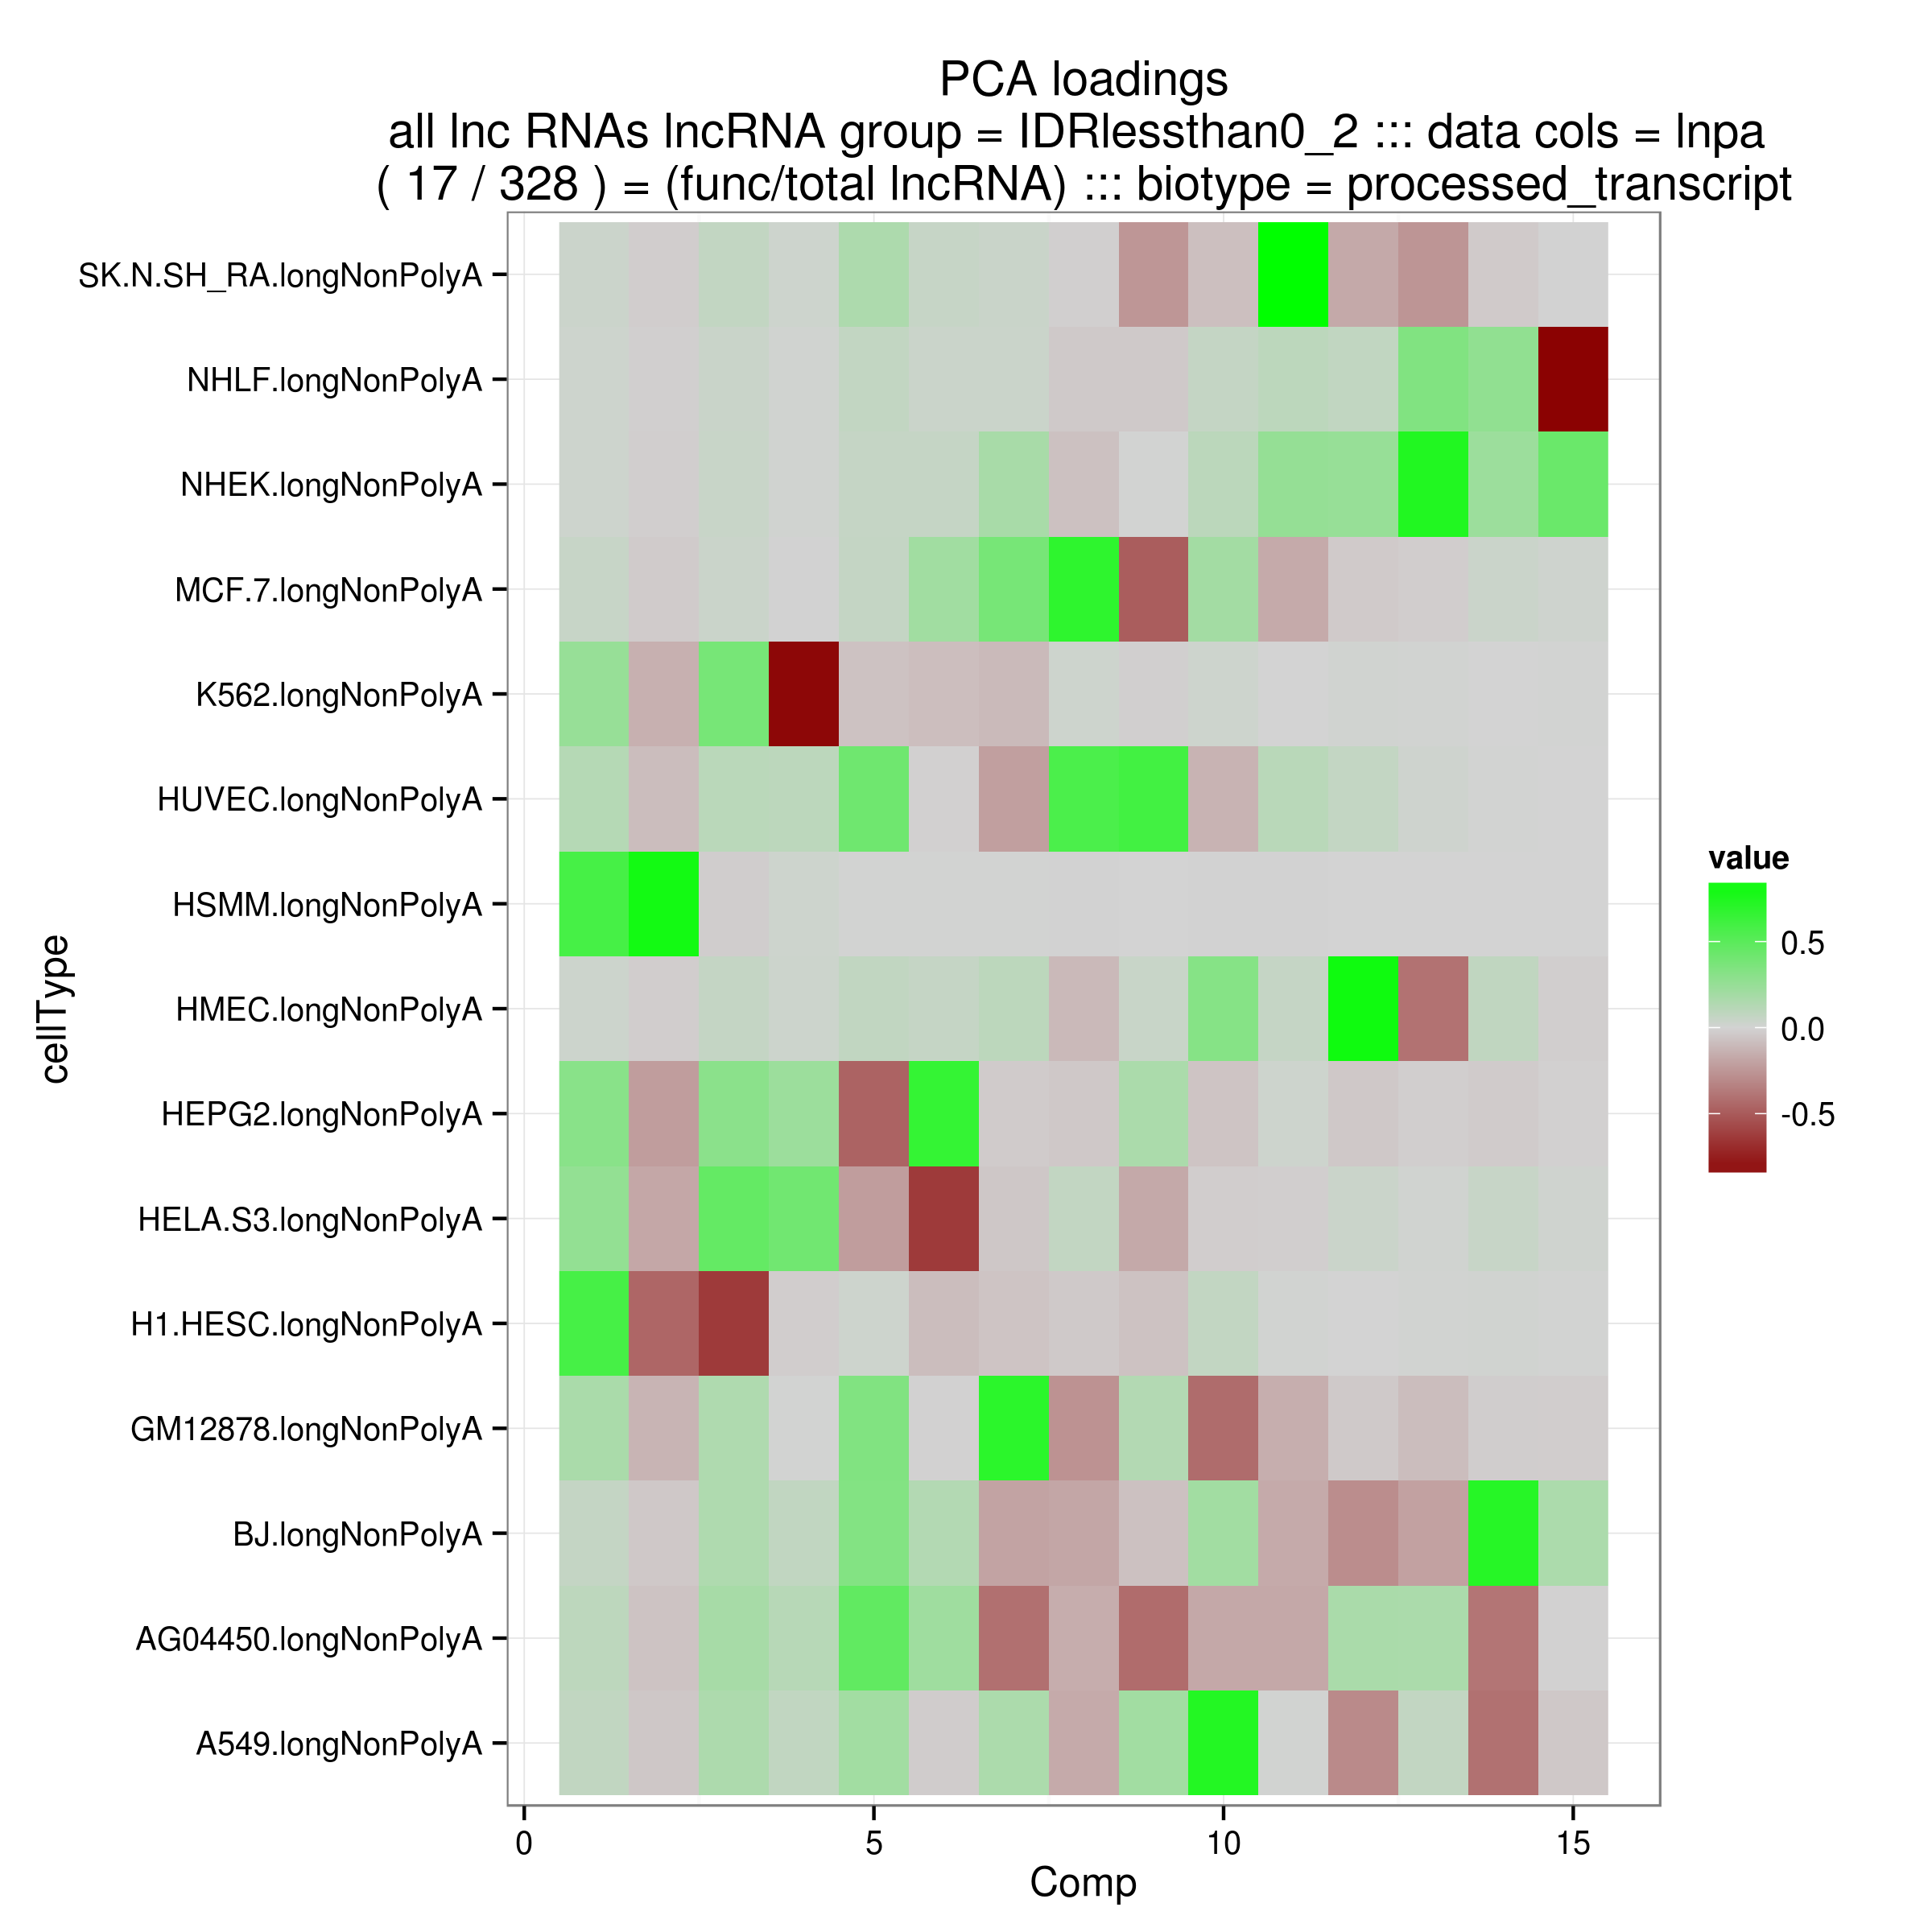 PCA loadings
all lnc RNAs lncRNA group = IDRlessthan0_2 ::: data cols = lnpa
( 17 / 328 ) = (func/total lncRNA) ::: biotype = processed_transcript
SK.N.SH_RA.longNonPolyA
NHLF.longNonPolyA
NHEK.longNonPolyA
MCF.7.longNonPolyA
K562.longNonPolyA
HUVEC.longNonPolyA
HSMM.longNonPolyA
HMEC.longNonPolyA
HEPG2.longNonPolyA
HELA.S3.longNonPolyA
H1.HESC.longNonPolyA
GM12878.longNonPolyA
BJ.longNonPolyA
AG04450.longNonPolyA
A549.longNonPolyA
cellType
0 5 10 15
Comp
value
0.5
0.0
-0.5